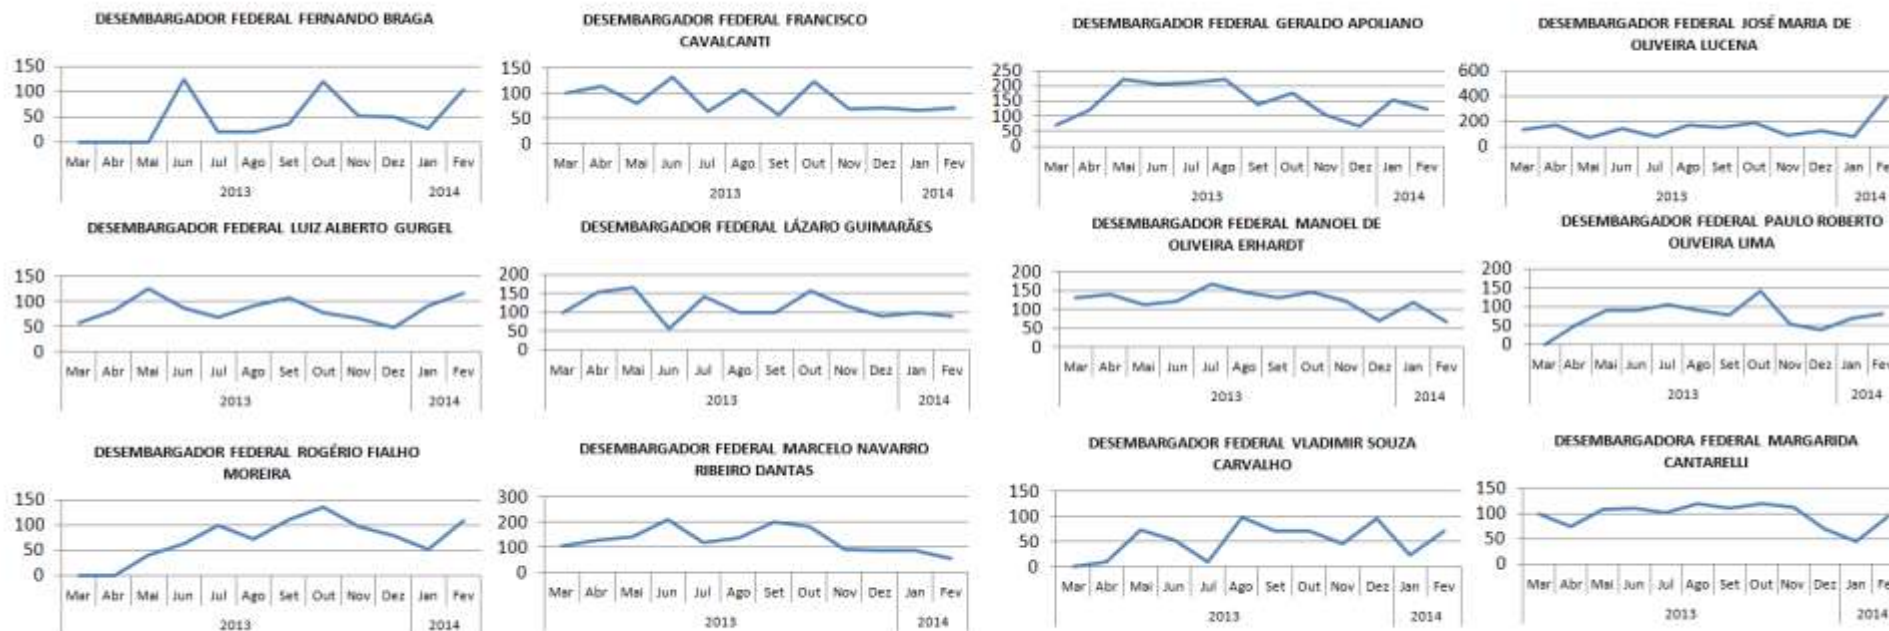 DESEMBARGADOR FEDERAL FERNANDO BRAGA
150
100
50
0
Mar Abr Mai Jun Jul Ago Set Out Nov Dez Jan Fev
2013 2014
DESEMBARGADOR FEDERAL FRANCISCO
CAVALCANTI
150
100
50
0
Mar Abr Mai Jun Jul Ago Set Out Nov Dez Jan Fev
2013 2014
DESEMBARGADOR FEDERAL GERALDO APOLIANO
250
200
150
100
50
0
Mar Abr Mai Jun Jul Ago Set Out Nov Dez Jan Fev
2013 2014
DESEMBARGADOR FEDERAL JOSÉ MARIA DE
OLIVEIRA LUCENA
600
400
200
0
Mar Abr Mai Jun Jul Ago Set Out Nov Dez Jan Fe
2013 2014
DESEMBARGADOR FEDERAL LUIZ ALBERTO GURGEL
150
100
50
0
Mar Abr Mai Jun Jul Ago Set Out Nov Dez Jan Fev
2013 2014
DESEMBARGADOR FEDERAL LÁZARO GUIMARÃES
200
150
100
50
0
Mar Abr Mai Jun Jul Ago Set Out Nov Dez Jan Fev
2013 2014
DESEMBARGADOR FEDERAL MANOEL DE
OLIVEIRA ERHARDT
200
150
100
50
0
Mar Abr Mai Jun Jul Ago Set Out Nov Dez Jan Fev
2013 2014
DESEMBARGADOR FEDERAL PAULO ROBERTO
OLIVEIRA LIMA
200
150
100
50
0
Mar Abr Mai Jun Jul Ago Set Out Nov Dez Jan Fev
2013 2014
DESEMBARGADOR FEDERAL ROGÉRIO FIALHO
MOREIRA
150
100
50
0
Mar Abr Mai Jun Jul Ago Set Out Nov Dez Jan Fev
2013 2014
DESEMBARGADOR FEDERAL MARCELO NAVARRO
RIBEIRO DANTAS
300
200
100
0
Mar Abr Mai Jun Jul Ago Set Out Nov Dez Jan Fev
2013 2014
DESEMBARGADOR FEDERAL VLADIMIR SOUZA
CARVALHO
150
100
50
0
Mar Abr Mai Jun Jul Ago Set Out Nov Dez Jan Fev
2013 2014
DESEMBARGADORA FEDERAL MARGARIDA
CANTARELLI
150
100
50
0
Mar Abr Mai Jun Jul Ago Set Out Nov Dez Jan Fe
2013 2014